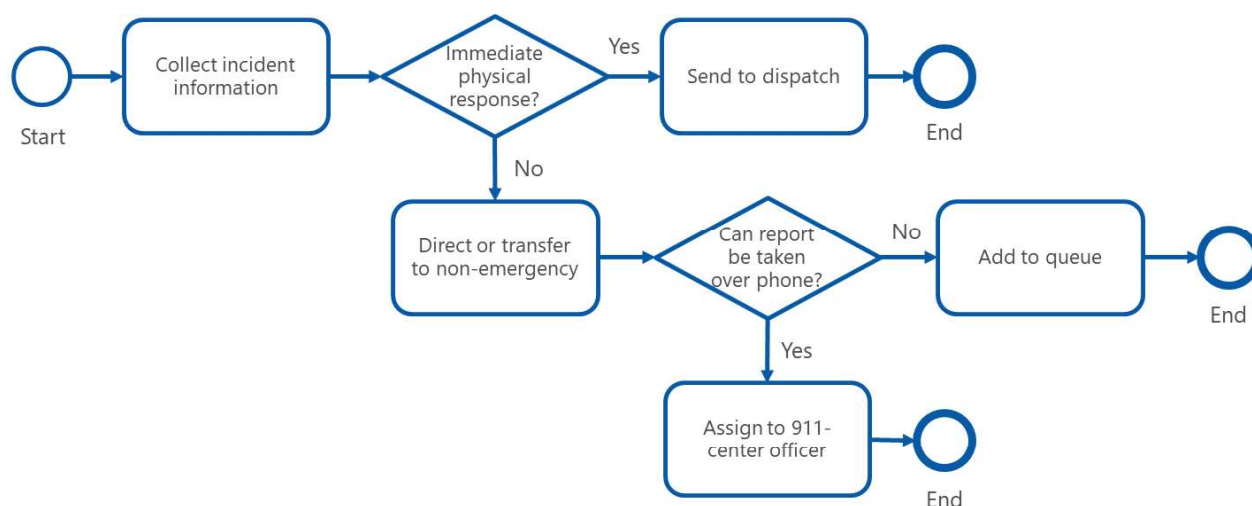 Start
Collect incident
information
Immediate
physical
response?
Yes
Send to dispatch
End
No
Direct or transfer
to non-emergency
Can report
be taken
over phone?
No
Add to queue
End
Yes
Assign to 911-
center officer
End